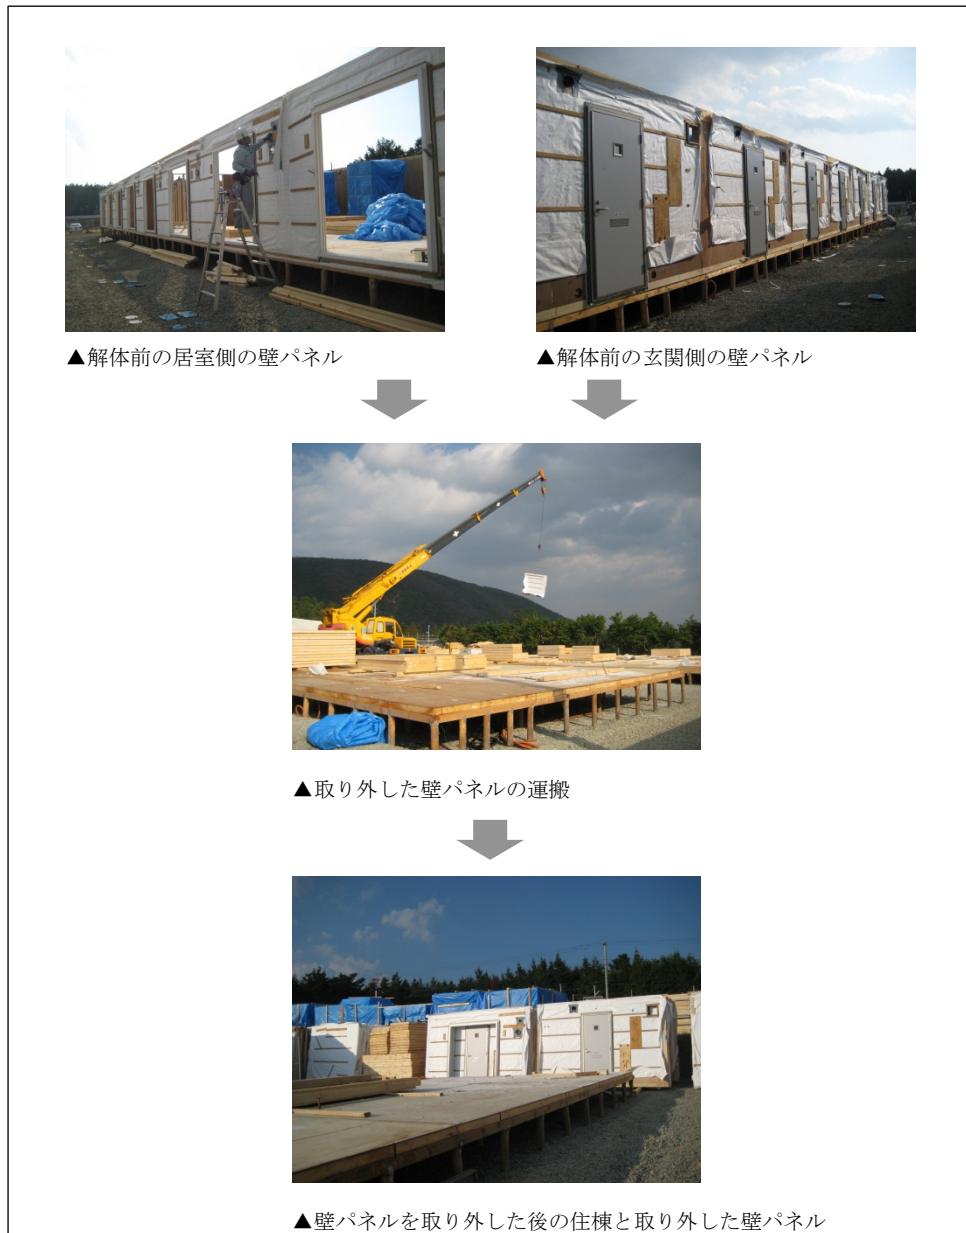 ▲解体前の居室側の壁パネル
▲解体前の玄関側の壁パネル
▲取り外した壁パネルの運搬
▲壁パネルを取り外した後の住棟と取り外した壁パネル